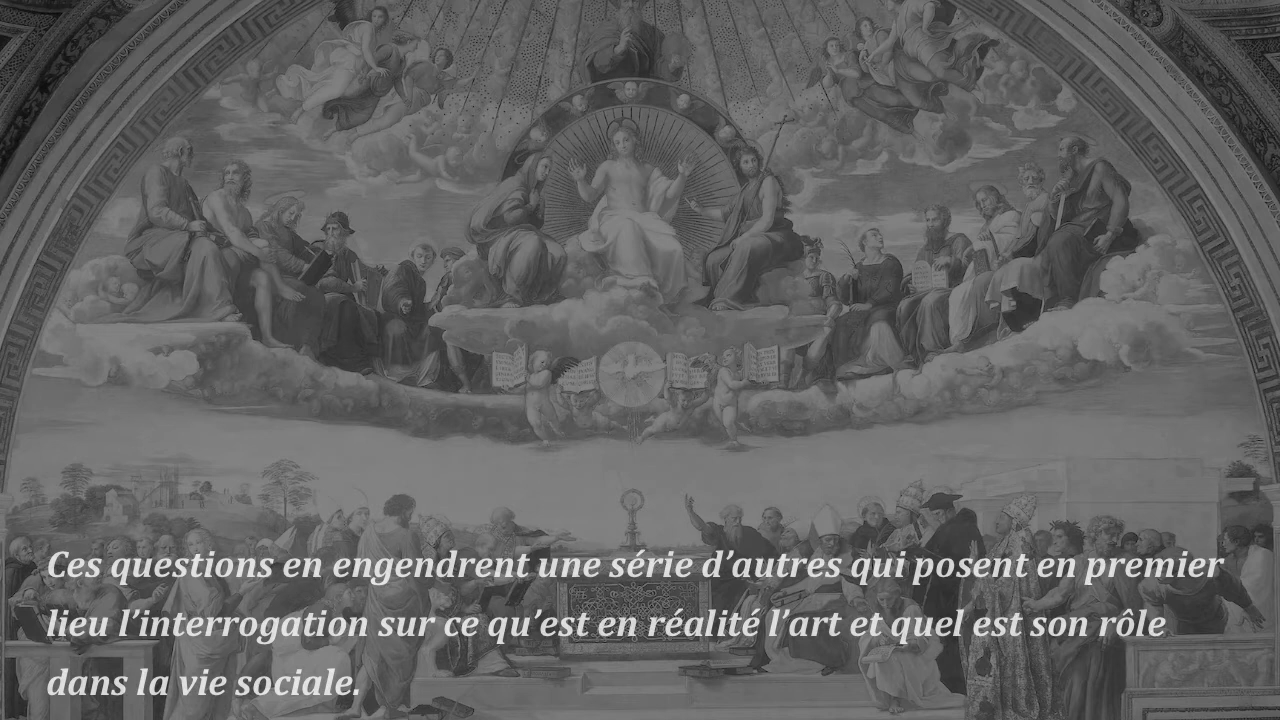 Ces questions en engendrent une série d’autres qui posent en premier
lieu l’interrogation sur ce qu’est en réalité l’art et quel est son rôle
dans la vie sociale.